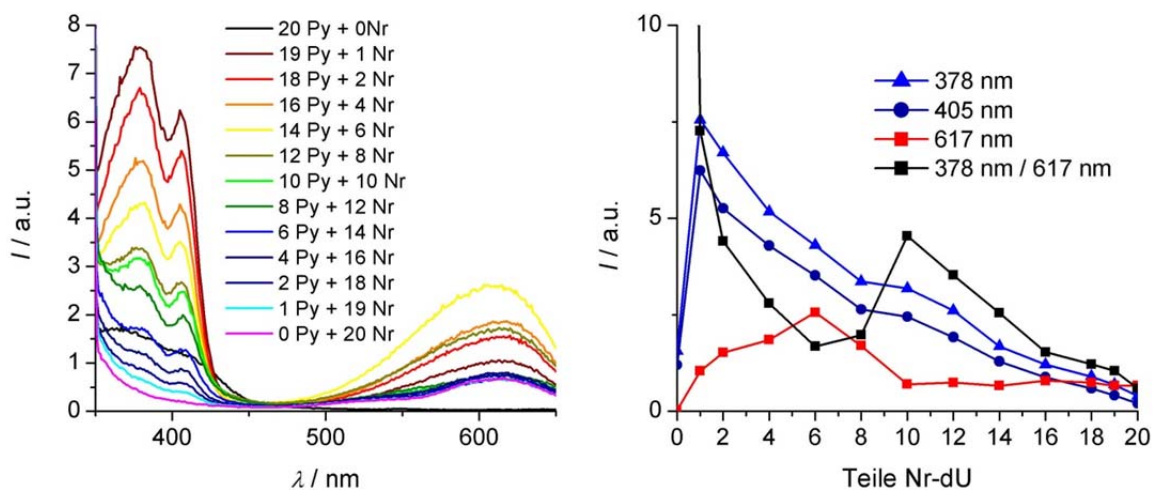 8
7
6
5
4
3
2
1
0
I / a.u.
400
500
600
λ / nm
20 Py + 0Nr
19 Py + 1 Nr
18 Py + 2 Nr
16 Py + 4 Nr
14 Py + 6 Nr
12 Py + 8 Nr
10 Py + 10 Nr
8 Py + 12 Nr
6 Py + 14 Nr
4 Py + 16 Nr
2 Py + 18 Nr
1 Py + 19 Nr
0 Py + 20 Nr
10
5
0
I / a.u.
0 2 4 6 8 10 12 14 16 18 20
Teile Nr-dU
378 nm
405 nm
617 nm
378 nm / 617 nm